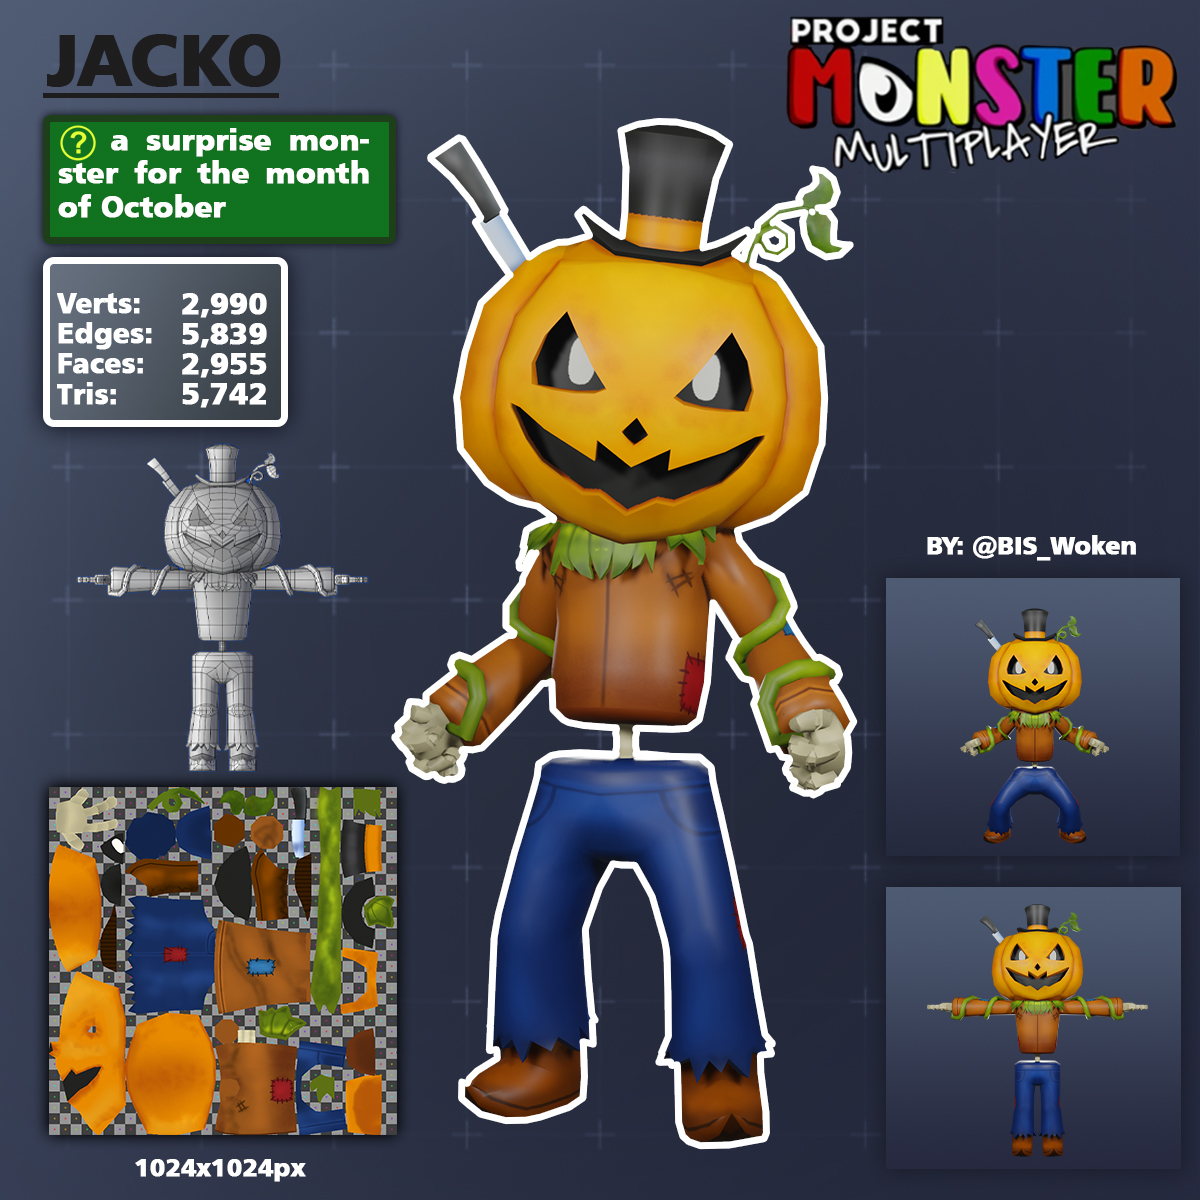 JACKO
PROJECT
MONSTER
MULTIPLAYER
? a surprise mon-
ster for the month
of October
Verts: 2,990
Edges: 5,839
Faces: 2,955
Tris: 5,742
BY: @BIS_Woken
1024x1024px